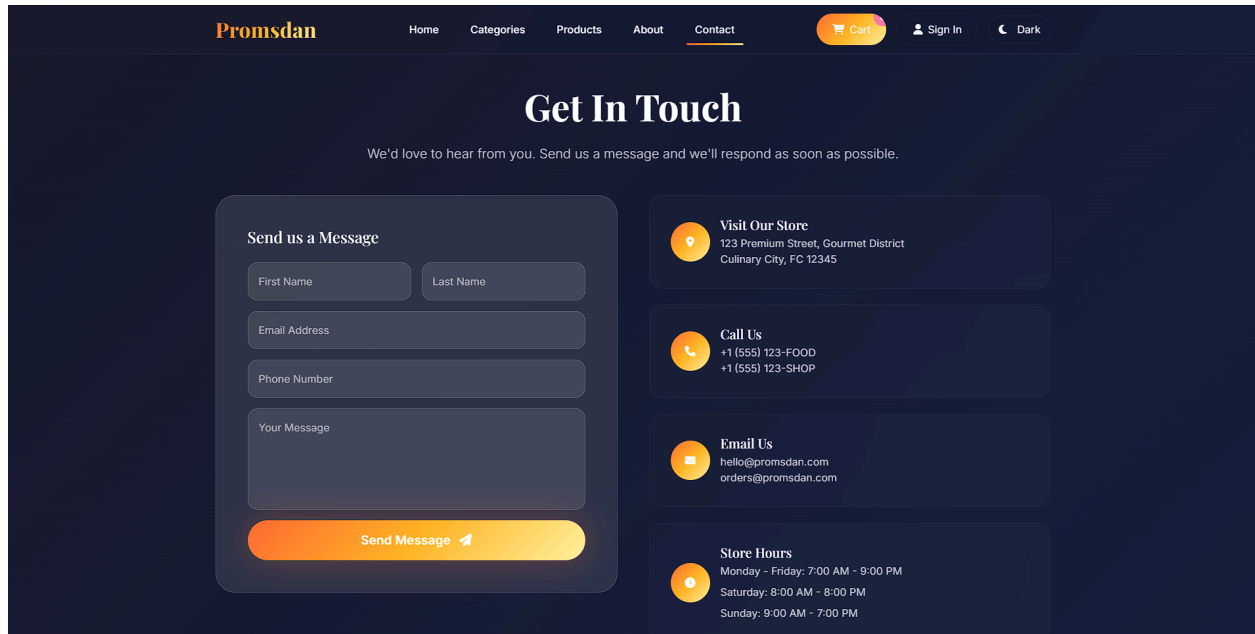 Promsdan
Home Categories Products About Contact
Cart
Sign In
Dark
Get In Touch
We'd love to hear from you. Send us a message and we'll respond as soon as possible.
Send us a Message
First Name
Last Name
Email Address
Phone Number
Your Message
Send Message
Visit Our Store
123 Premium Street, Gourmet District
Culinary City, FC 12345
Call Us
+1 (555) 123-FOOD
+1 (555) 123-SHOP
Email Us
hello@promsdan.com
orders@promsdan.com
Store Hours
Monday - Friday: 7:00 AM - 9:00 PM
Saturday: 8:00 AM - 8:00 PM
Sunday: 9:00 AM - 7:00 PM